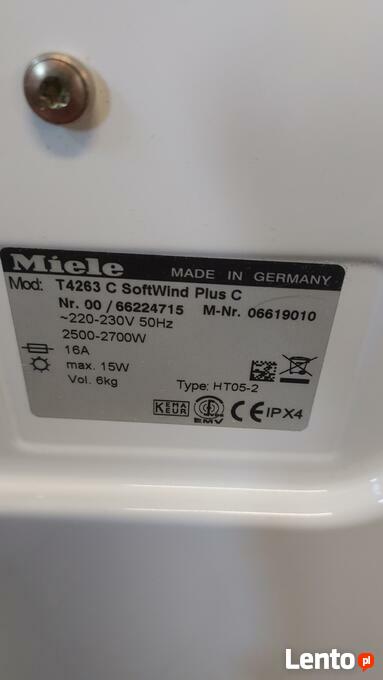 Miele MADE IN GERMANY
Mod: T4263 C SoftWind Plus C
Nr. 00 / 66224715 M-Nr. 06619010
~220-230V 50Hz
2500-2700W
16A
max. 15W
Vol. 6kg Type: HT05-2
KEMA
KEUR
CE IPX4
EMV
Lento.pl